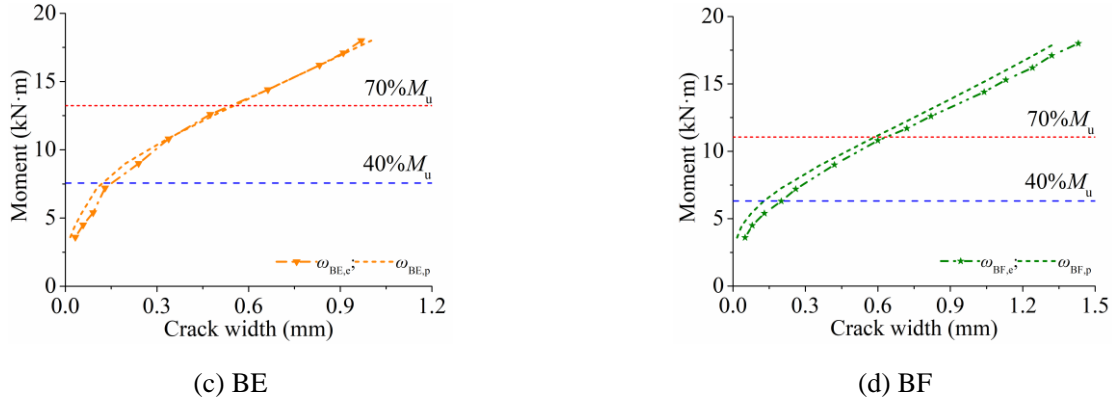 20
15
10
5
0
Moment (kN·m)
70%Mu
40%Mu
ωBE,e; ωBE,p
0.0 0.3 0.6 0.9 1.2
Crack width (mm)
(c) BE
20
15
10
5
0
Moment (kN·m)
70%Mu
40%Mu
ωBF,e; ωBF,p
0.0 0.3 0.6 0.9 1.2 1.5
Crack width (mm)
(d) BF